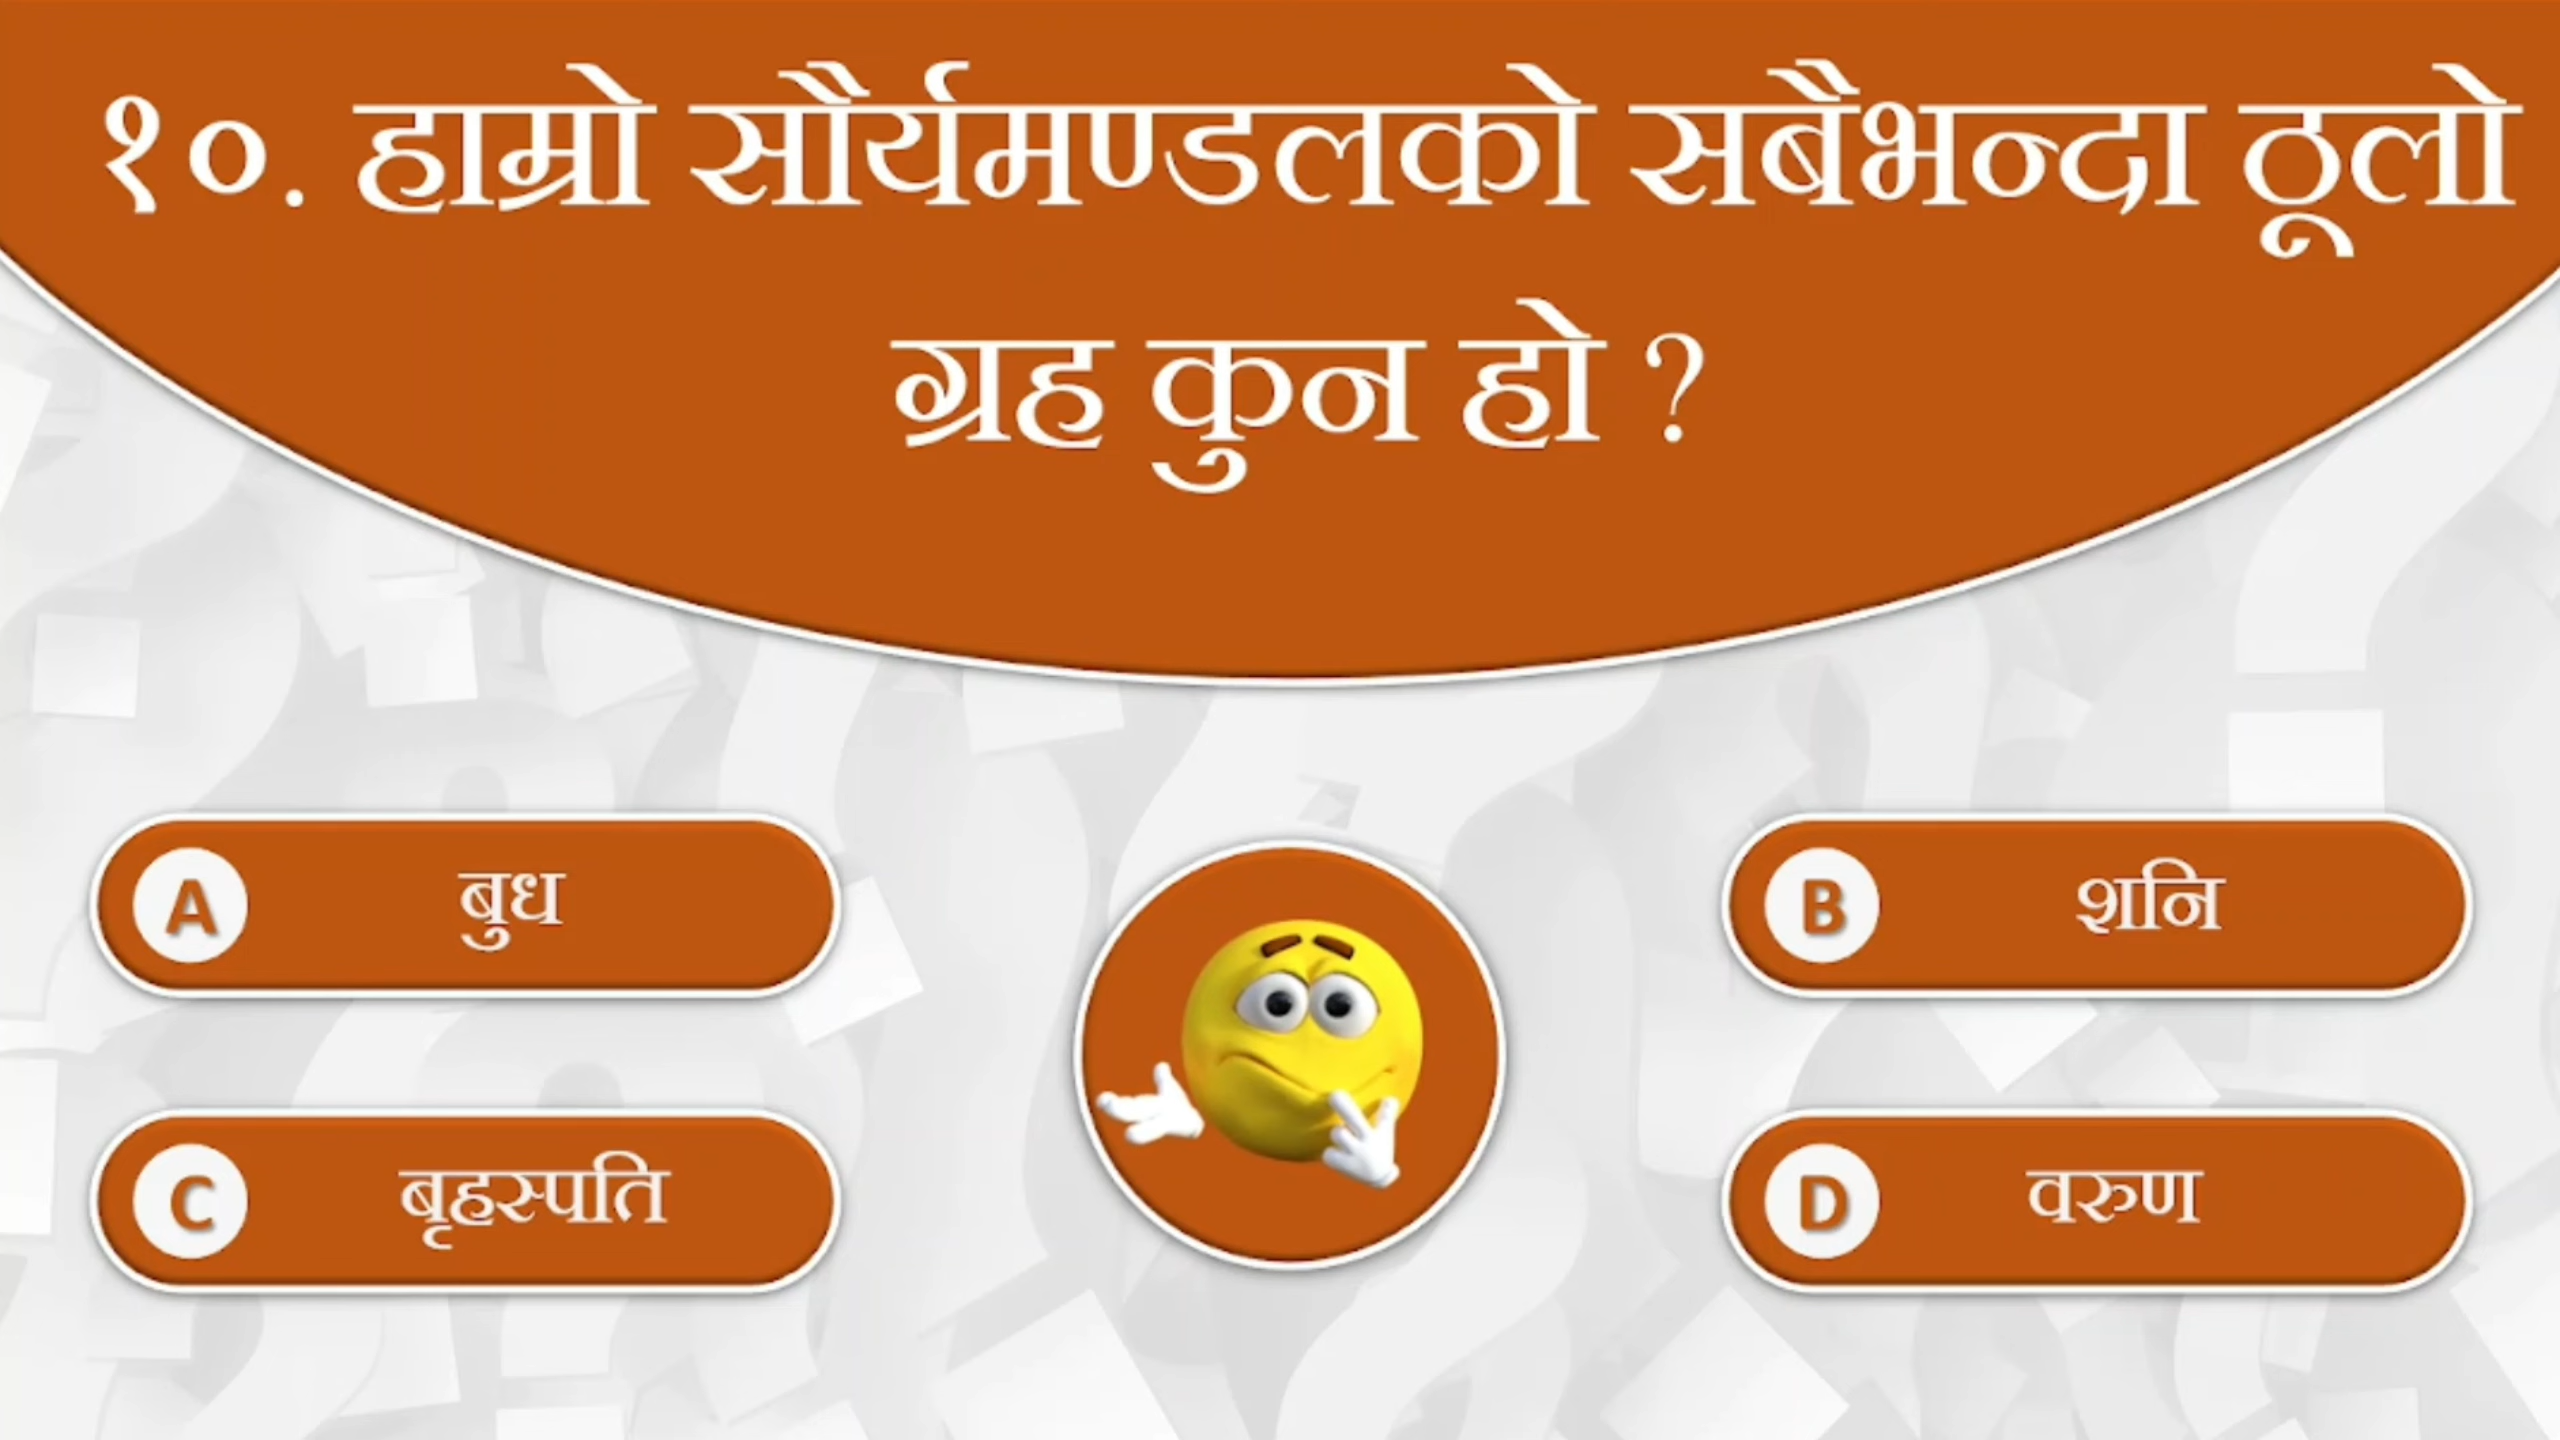 १०. हाम्रो सौर्यमण्डलको सबैभन्दा ठूलो
ग्रह कुन हो ?
A बुध
B शनि
C बृहस्पति
D वरुण